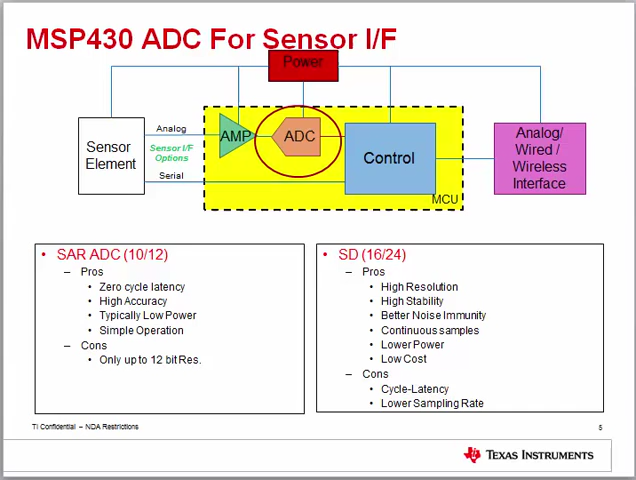 MSP430 ADC For Sensor I/F
Power
Sensor
Element
Analog
Sensor I/F
Options
Serial
AMP
ADC
Control
MCU
Analog/
Wired /
Wireless
Interface
• SAR ADC (10/12)
– Pros
• Zero cycle latency
• High Accuracy
• Typically Low Power
• Simple Operation
– Cons
• Only up to 12 bit Res.
• SD (16/24)
– Pros
• High Resolution
• High Stability
• Better Noise Immunity
• Continuous samples
• Lower Power
• Low Cost
– Cons
• Cycle-Latency
• Lower Sampling Rate
TI Confidential – NDA Restrictions
5
TEXAS INSTRUMENTS